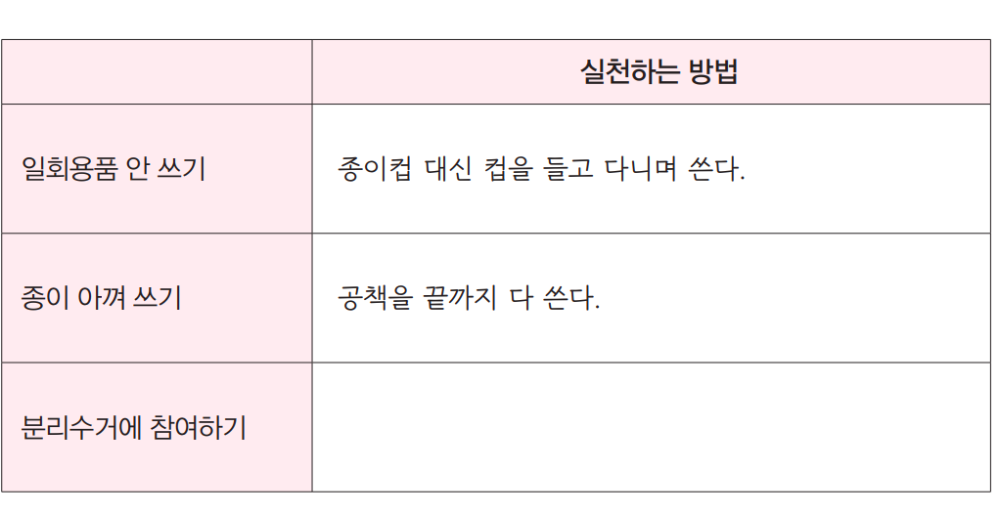 실천하는 방법
일회용품 안 쓰기
종이컵 대신 컵을 들고 다니며 쓴다.
종이 아껴 쓰기
공책을 끝까지 다 쓴다.
분리수거에 참여하기